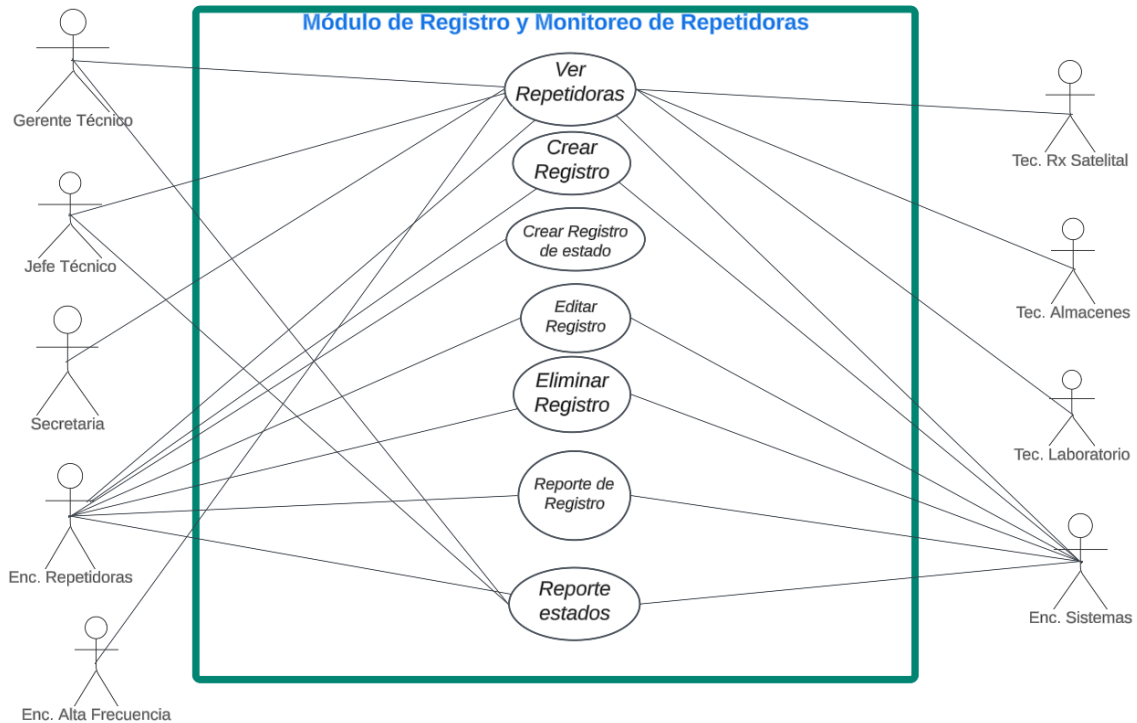 Módulo de Registro y Monitoreo de Repetidoras
Gerente Técnico
Jefe Técnico
Secretaria
Enc. Repetidoras
Enc. Alta Frecuencia
Ver
Repetidoras
Crear
Registro
Crear Registro
de estado
Editar
Registro
Eliminar
Registro
Reporte de
Registro
Reporte
estados
Tec. Rx Satelital
Tec. Almacenes
Tec. Laboratorio
Enc. Sistemas